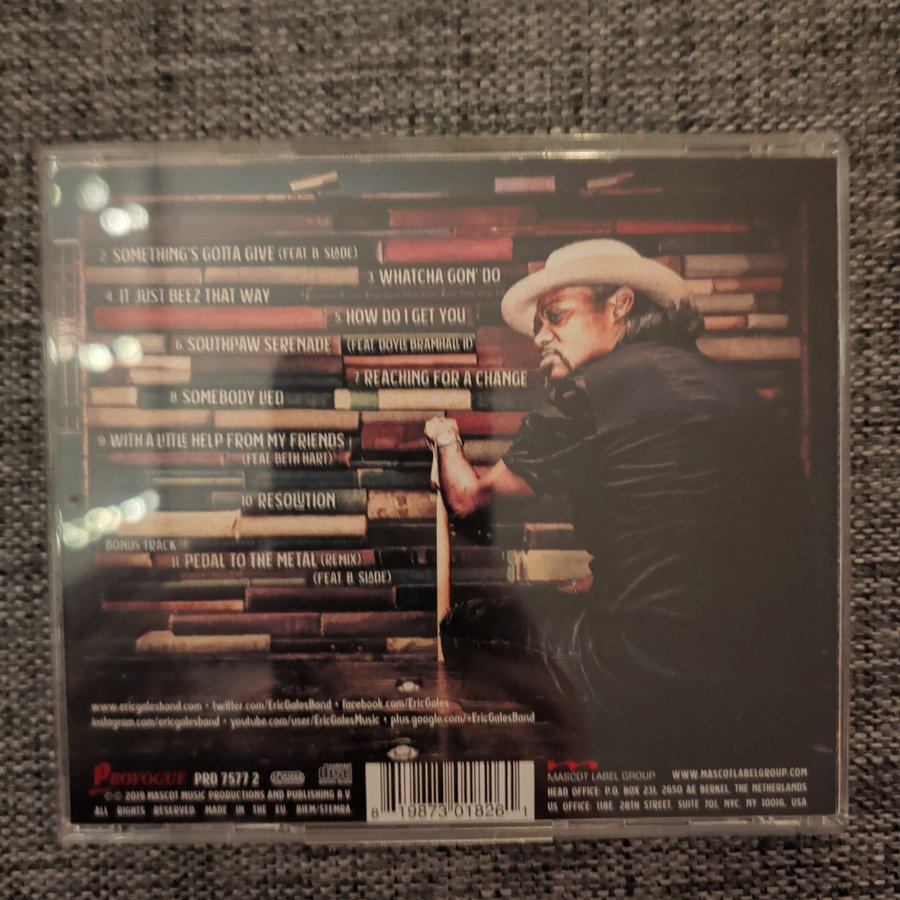 2 SOMETHING'S GOTTA GIVE (FEAT B. SLADE)
3 WHATCHA GON' DO
4 IT JUST BEEZ THAT WAY
5 HOW DO I GET YOU
6 SOUTHPAW SERENADE (FEAT. DOYLE BRAMHALL II)
7 REACHING FOR A CHANGE
8 SOMEBODY LIED
9 WITH A LITTLE HELP FROM MY FRIENDS
(FEAT. BETH HART)
10 RESOLUTION
BONUS TRACK
11 PEDAL TO THE METAL (REMIX)
(FEAT. B. SLADE)
www.ericgalesband.com • twitter.com/EricGalesBand • facebook.com/EricGales
instagram.com/ericgalesband • youtube.com/user/EricGalesMusic • plus.google.com/+EricGalesBand
PROVOGUE PRD 7577 2 COMPACT disc
℗© 2019 MASCOT MUSIC PRODUCTIONS AND PUBLISHING B.V.
ALL RIGHTS RESERVED MADE IN THE EU BIEM/STEMRA
8 19873 01826 1
m
MASCOT LABEL GROUP WWW.MASCOTLABELGROUP.COM
HEAD OFFICE: P.O. BOX 231, 2650 AE BERKEL THE NETHERLANDS
US OFFICE: 118E 28TH STREET, SUITE 701, NYC, NY 10016, USA